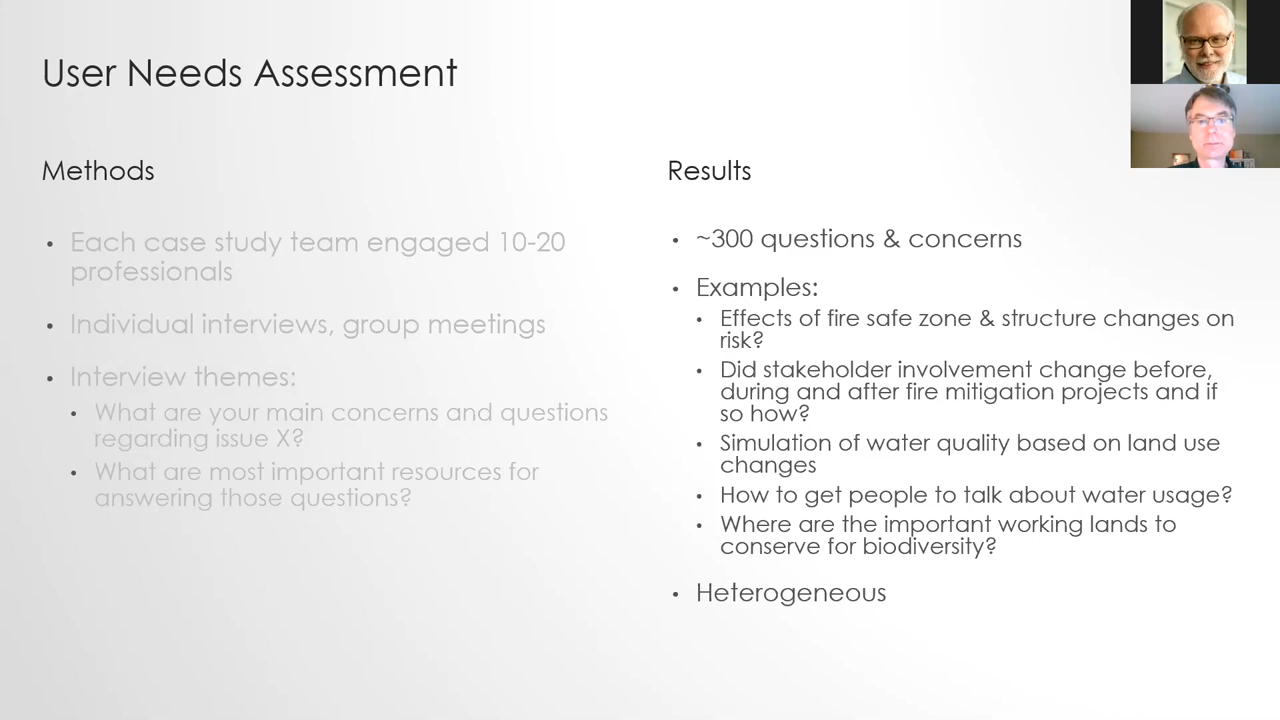 User Needs Assessment
Methods
Each case study team engaged 10-20
professionals
Individual interviews, group meetings
Interview themes:
What are your main concerns and questions
regarding issue X?
What are most important resources for
answering those questions?
Results
~300 questions & concerns
Examples:
Effects of fire safe zone & structure changes on
risk?
Did stakeholder involvement change before,
during and after fire mitigation projects and if
so how?
Simulation of water quality based on land use
changes
How to get people to talk about water usage?
Where are the important working lands to
conserve for biodiversity?
Heterogeneous